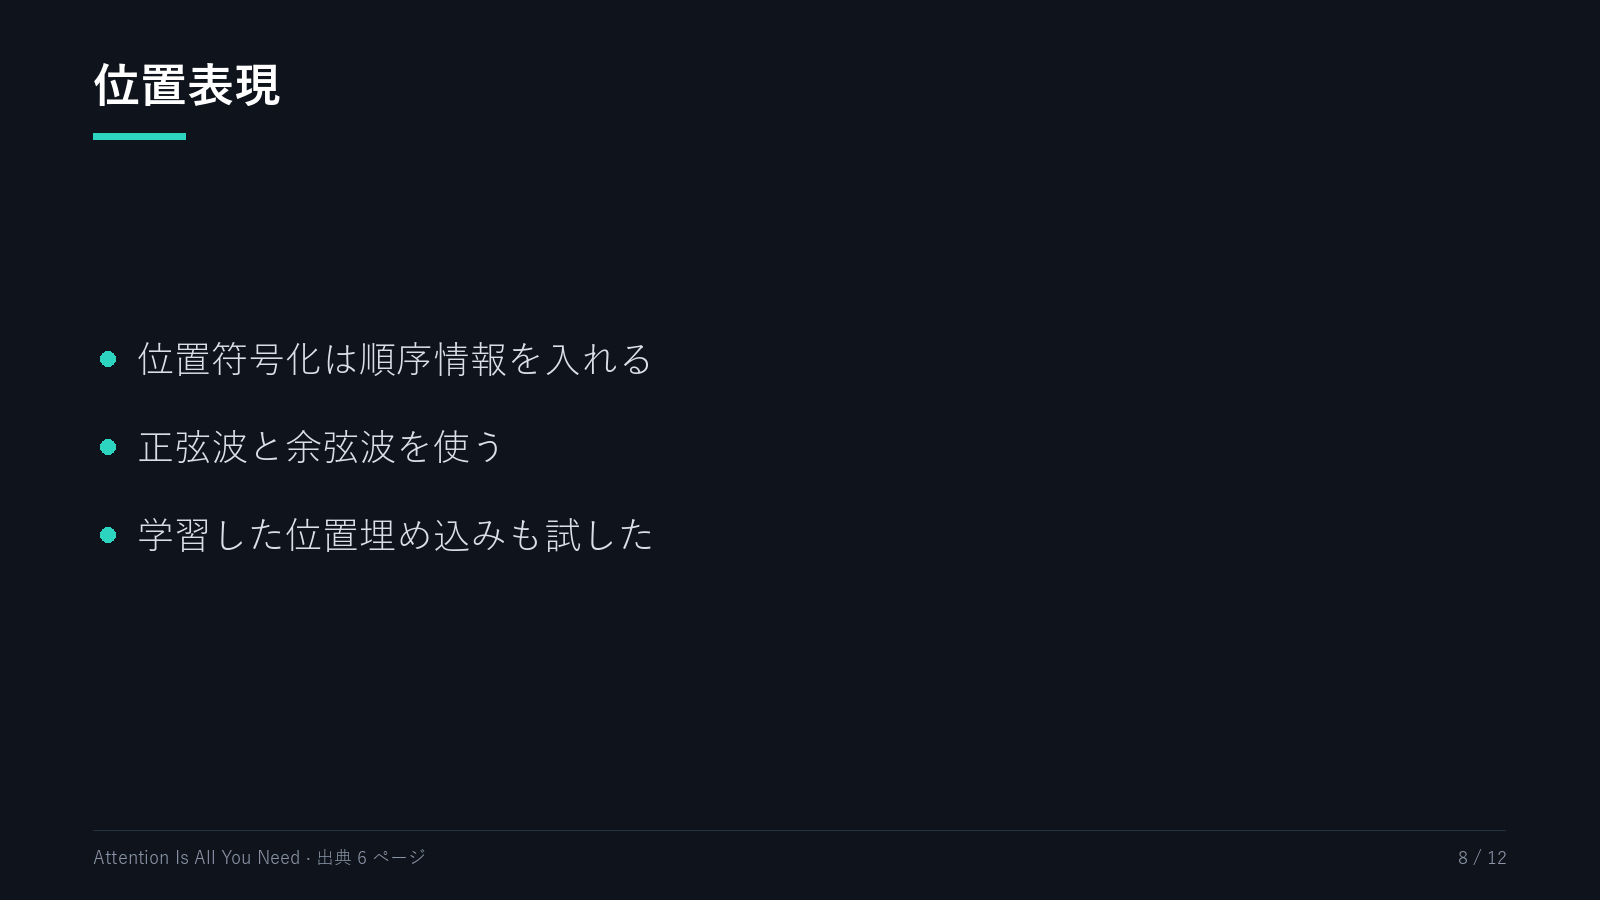 位置表現
位置符号化は順序情報を入れる
正弦波と余弦波を使う
学習した位置埋め込みも試した
Attention Is All You Need · 出典 6 ページ
8 / 12